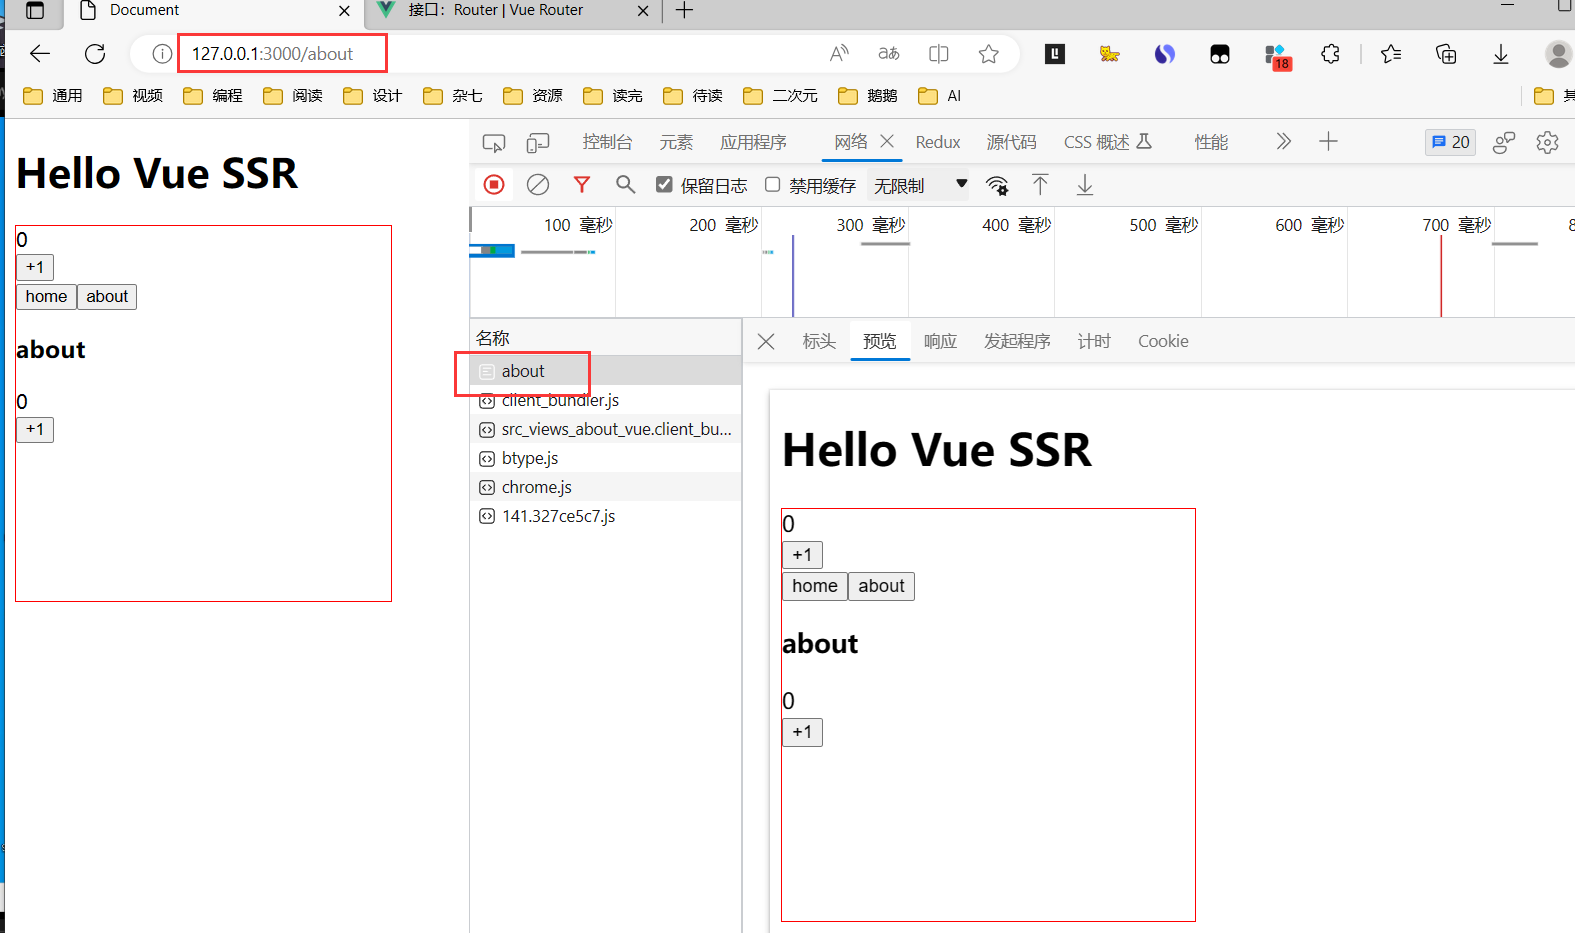 Document
接口：Router | Vue Router
127.0.0.1:3000/about
aあ
18
通用 视频 编程 阅读 设计 杂七 资源 读完 待读 二次元 鹅鹅 AI
Hello Vue SSR
0
+1
home about
about
0
+1
控制台 元素 应用程序 网络 Redux 源代码 CSS 概述 性能 20
保留日志 禁用缓存 无限制
100 毫秒 200 毫秒 300 毫秒 400 毫秒 500 毫秒 600 毫秒 700 毫秒
名称
about
client_bundler.js
src_views_about_vue.client_bu...
btype.js
chrome.js
141.327ce5c7.js
标头 预览 响应 发起程序 计时 Cookie
Hello Vue SSR
0
+1
home about
about
0
+1